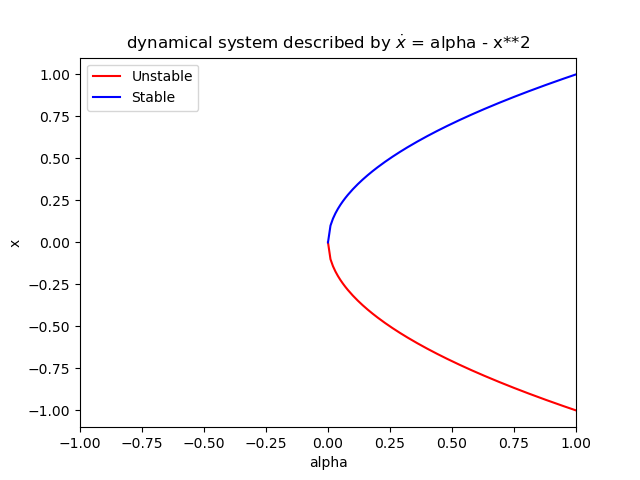 dynamical system described by ẋ = alpha - x**2
Unstable
Stable
1.00
0.75
0.50
0.25
0.00
−0.25
−0.50
−0.75
−1.00
x
−1.00 −0.75 −0.50 −0.25 0.00 0.25 0.50 0.75 1.00
alpha